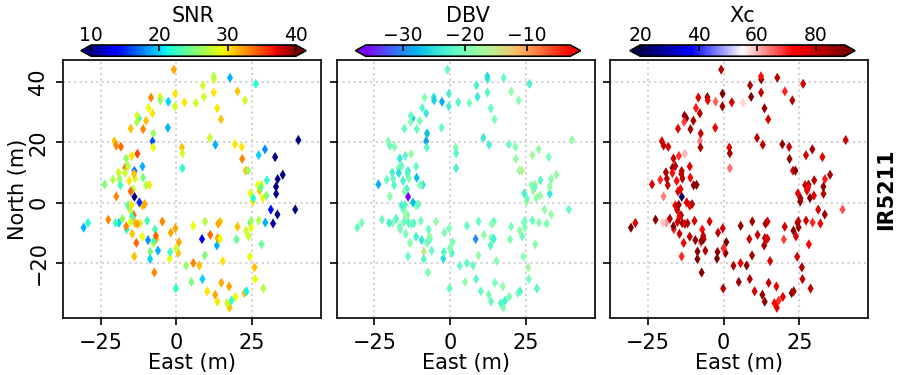 SNR DBV Xc
10 20 30 40 −30 −20 −10 20 40 60 80
40
20
0
−20
North (m)
−25 0 25 −25 0 25 −25 0 25
East (m) East (m) East (m)
IR5211